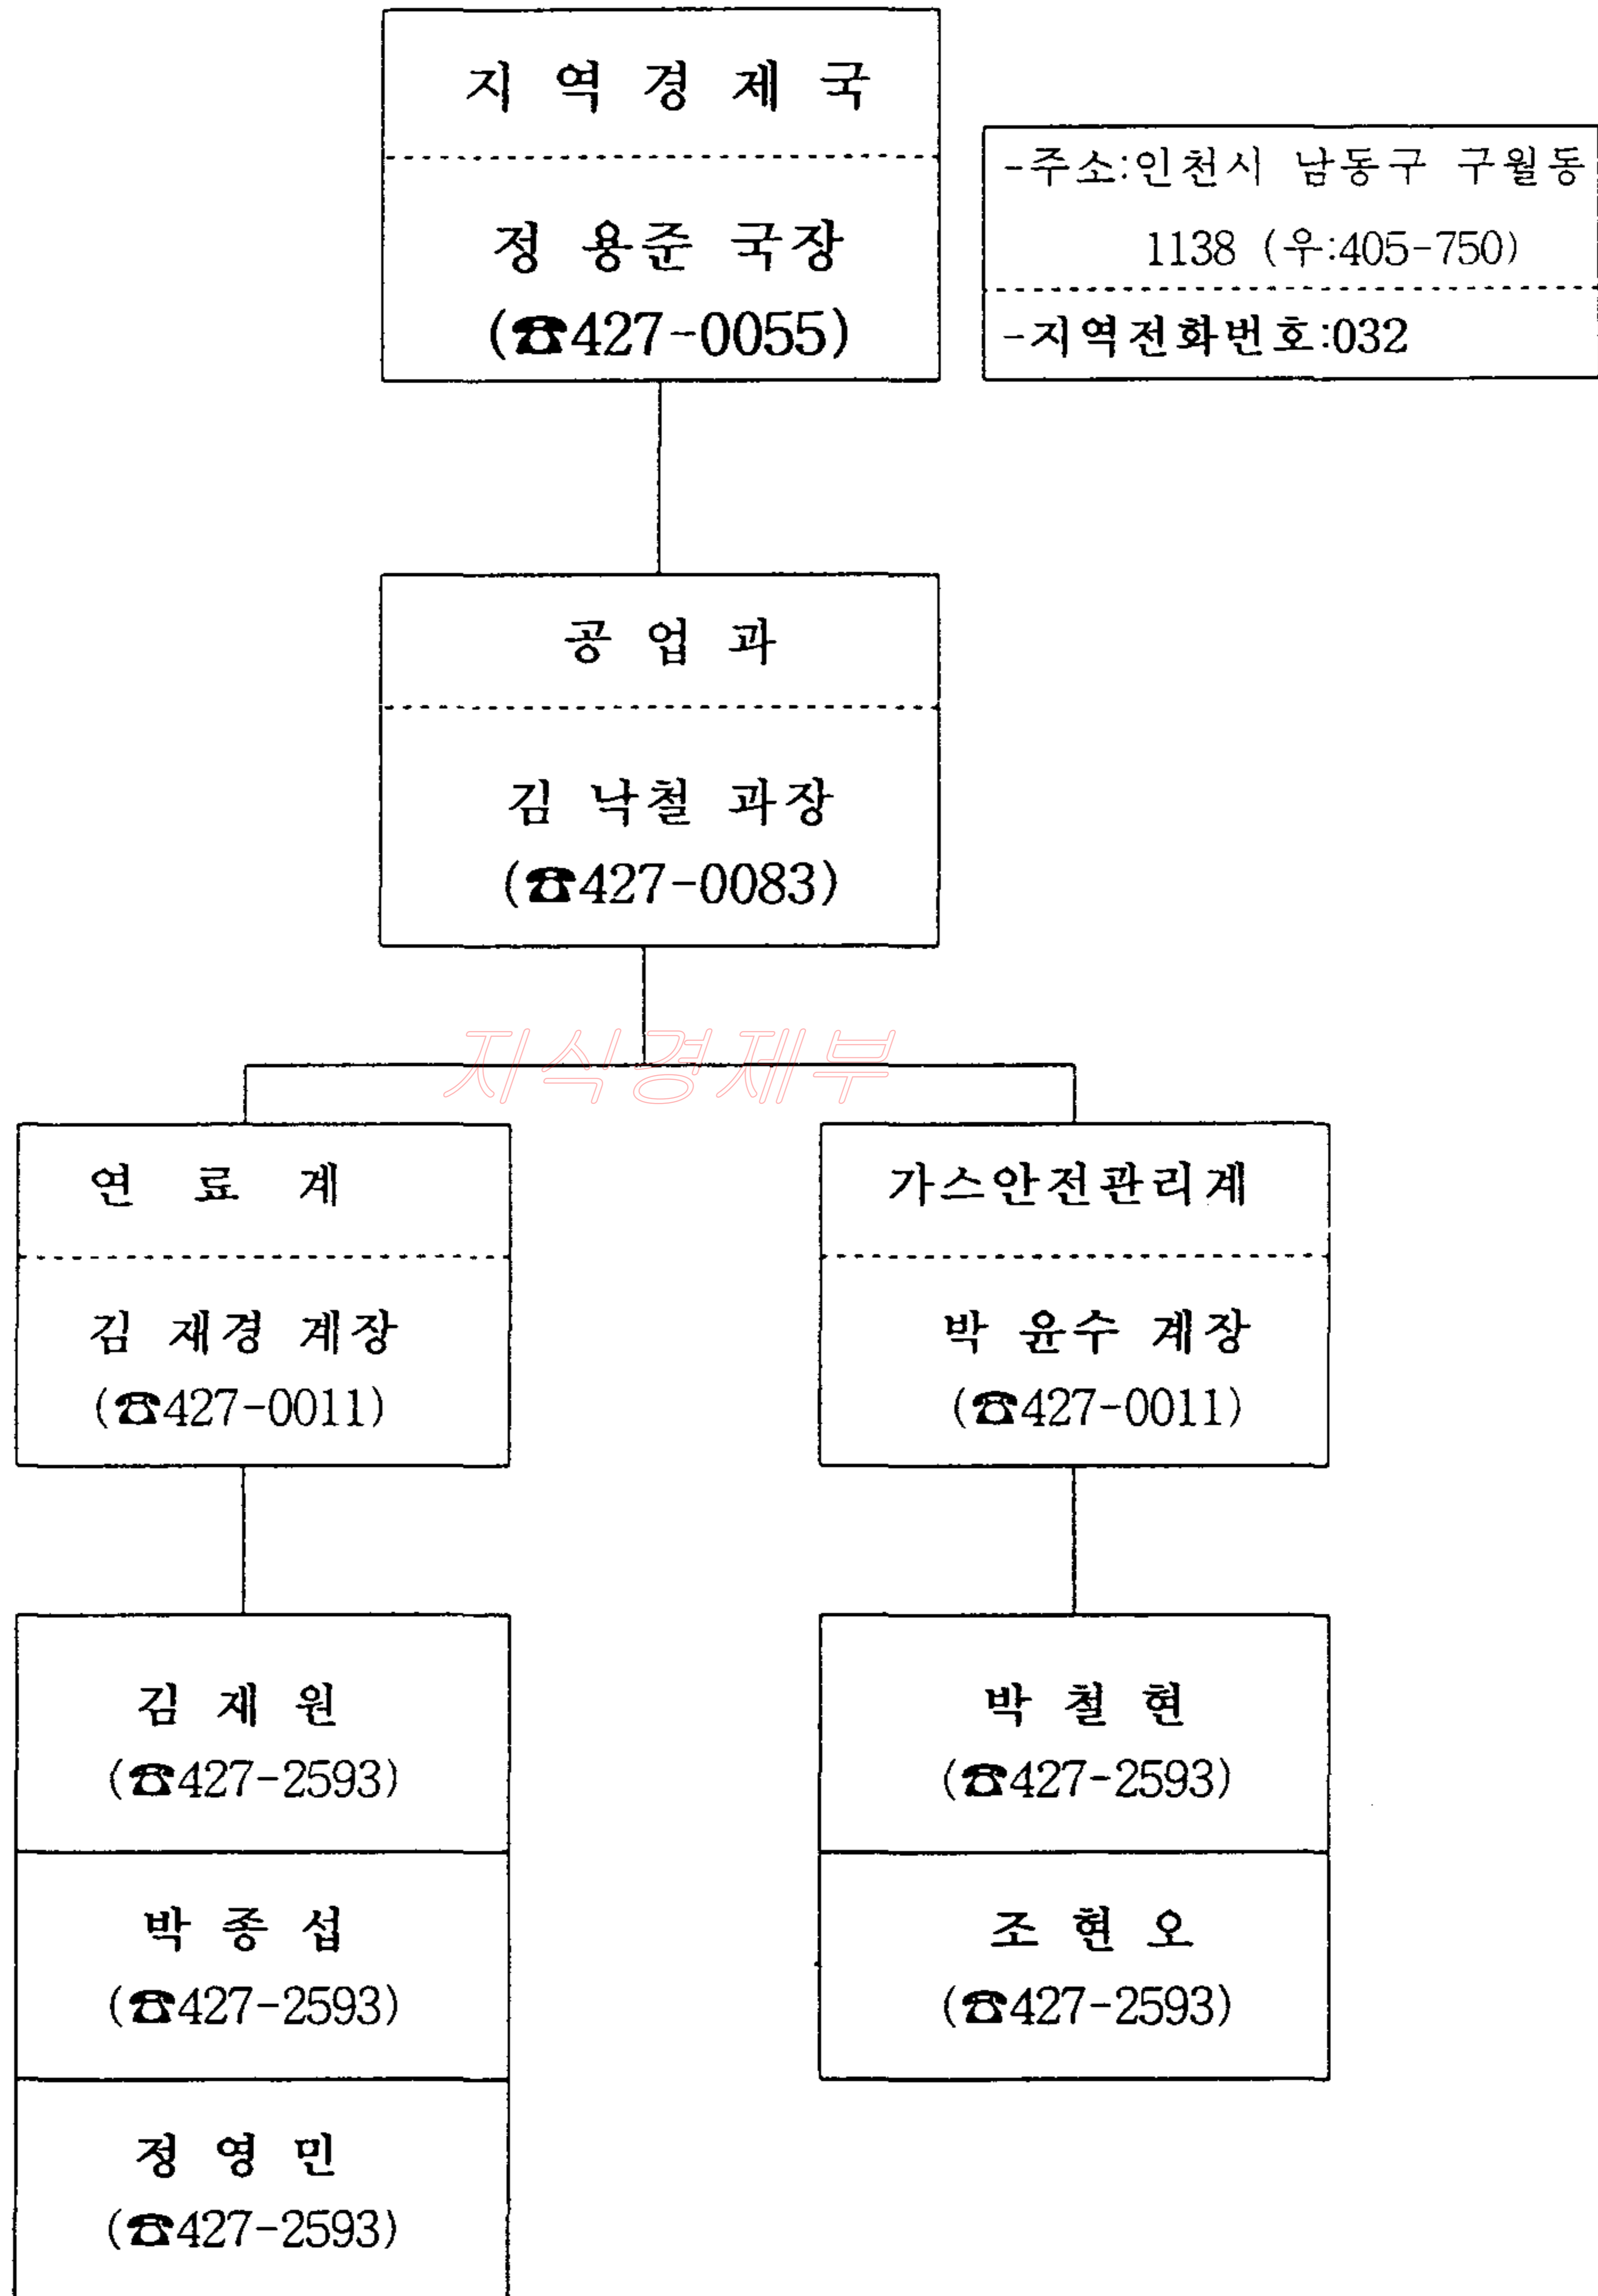 지 역 경 제 국
정 용준 국장
(☎427-0055)
-주소:인천시 남동구 구월동
1138 (우:405-750)
-지역전화번호:032
공 업 과
김 낙철 과장
(☎427-0083)
지식경제부
연 료 계
김 재경 계장
(☎427-0011)
가스안전관리계
박 윤수 계장
(☎427-0011)
김 재 원
(☎427-2593)
박 종 섭
(☎427-2593)
정 영 민
(☎427-2593)
박 철 현
(☎427-2593)
조 현 오
(☎427-2593)